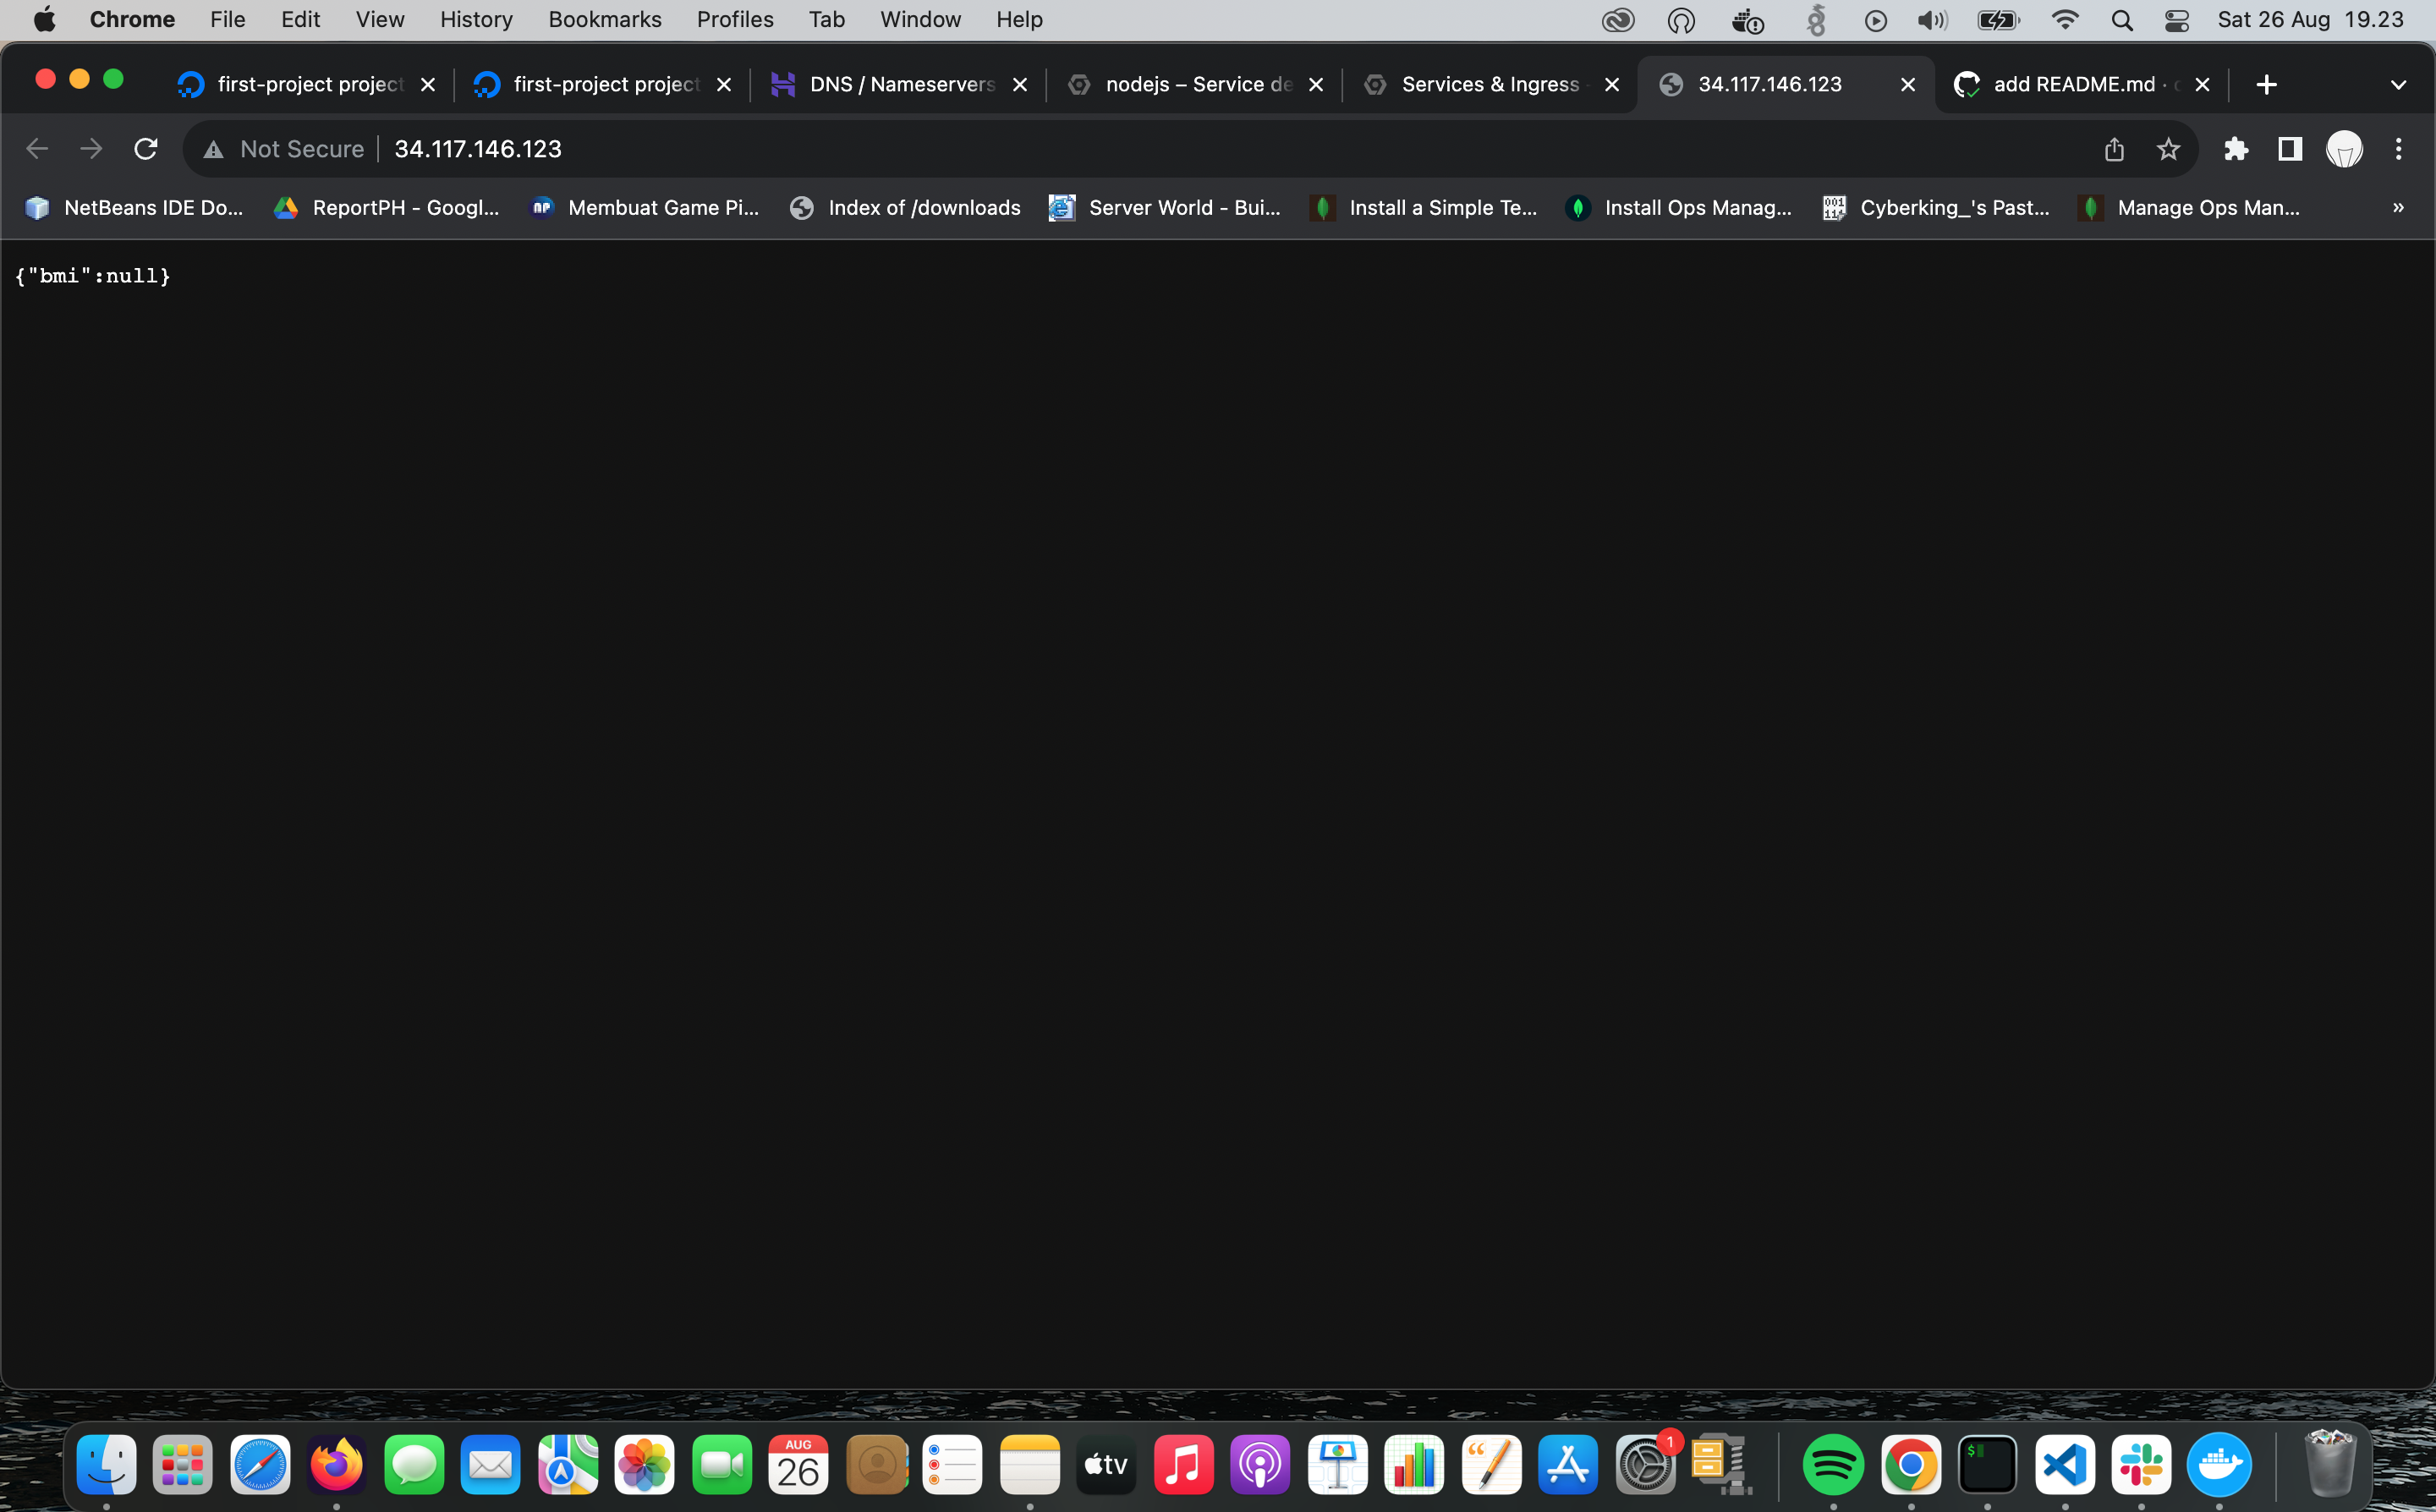 Chrome File Edit View History Bookmarks Profiles Tab Window Help Sat 26 Aug 19.23
first-project project first-project project DNS / Nameservers nodejs – Service de Services & Ingress 34.117.146.123 add README.md ·
Not Secure 34.117.146.123
NetBeans IDE Do... ReportPH - Googl... Membuat Game Pi... Index of /downloads Server World - Bui... Install a Simple Te... Install Ops Manag... Cyberking_'s Past... Manage Ops Man... »
{"bmi":null}
AUG
26
tv
1